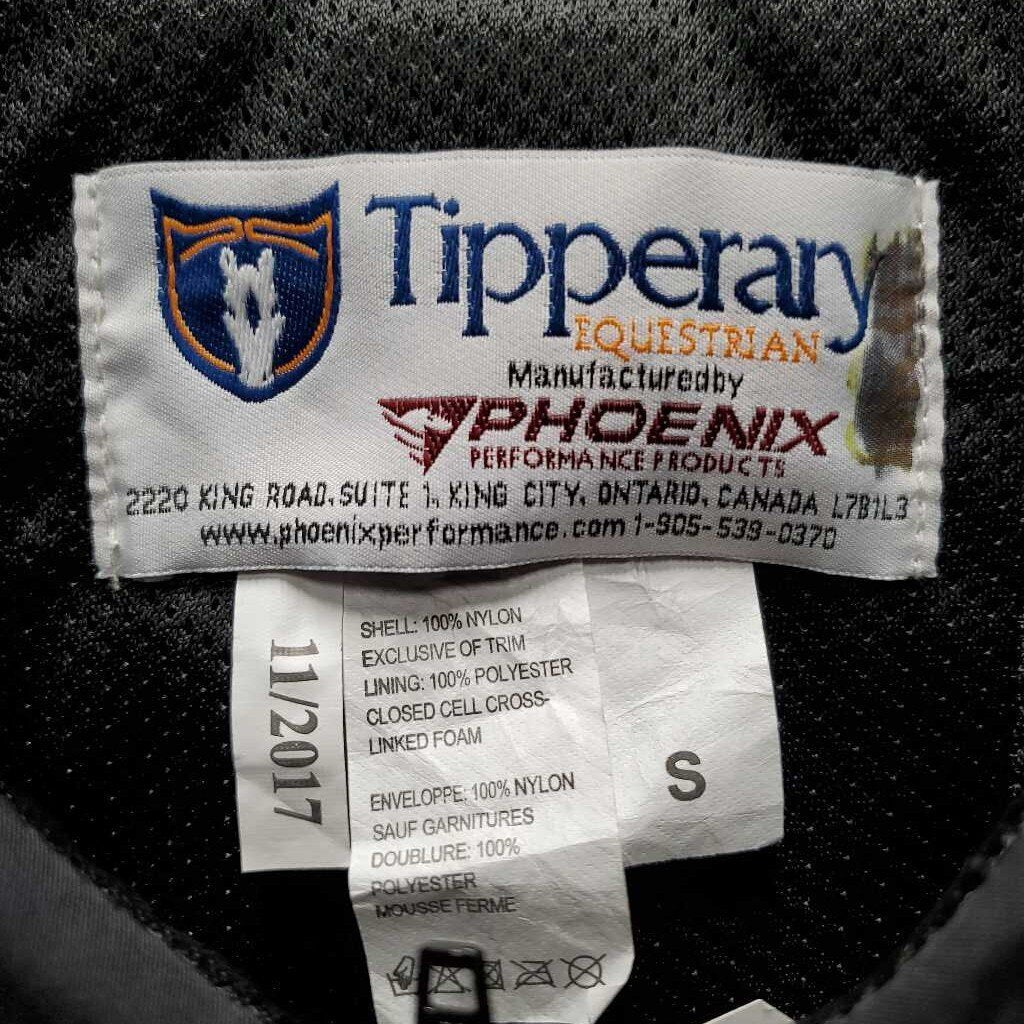 Tipperary
EQUESTRIAN
Manufactured by
PHOENIX
PERFORMANCE PRODUCTS
2220 KING ROAD, SUITE 1, KING CITY, ONTARIO, CANADA L7B1L3
www.phoenixperformance.com 1-905-539-0370
11/2017
SHELL: 100% NYLON
EXCLUSIVE OF TRIM
LINING: 100% POLYESTER
CLOSED CELL CROSS-
LINKED FOAM
ENVELOPPE: 100% NYLON
SAUF GARNITURES
DOUBLURE: 100%
POLYESTER
MOUSSE FERME
S